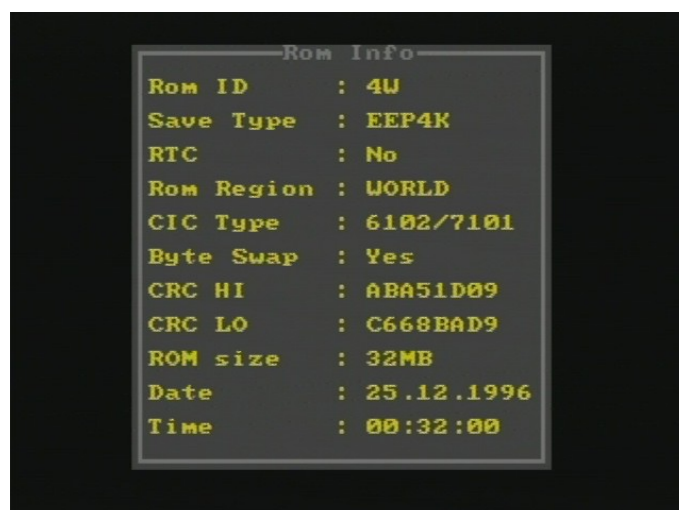 Rom Info
Rom ID : 4W
Save Type : EEP4K
RTC : No
Rom Region : WORLD
CIC Type : 6102/7101
Byte Swap : Yes
CRC HI : ABA51D09
CRC LO : C668BAD9
ROM size : 32MB
Date : 25.12.1996
Time : 00:32:00